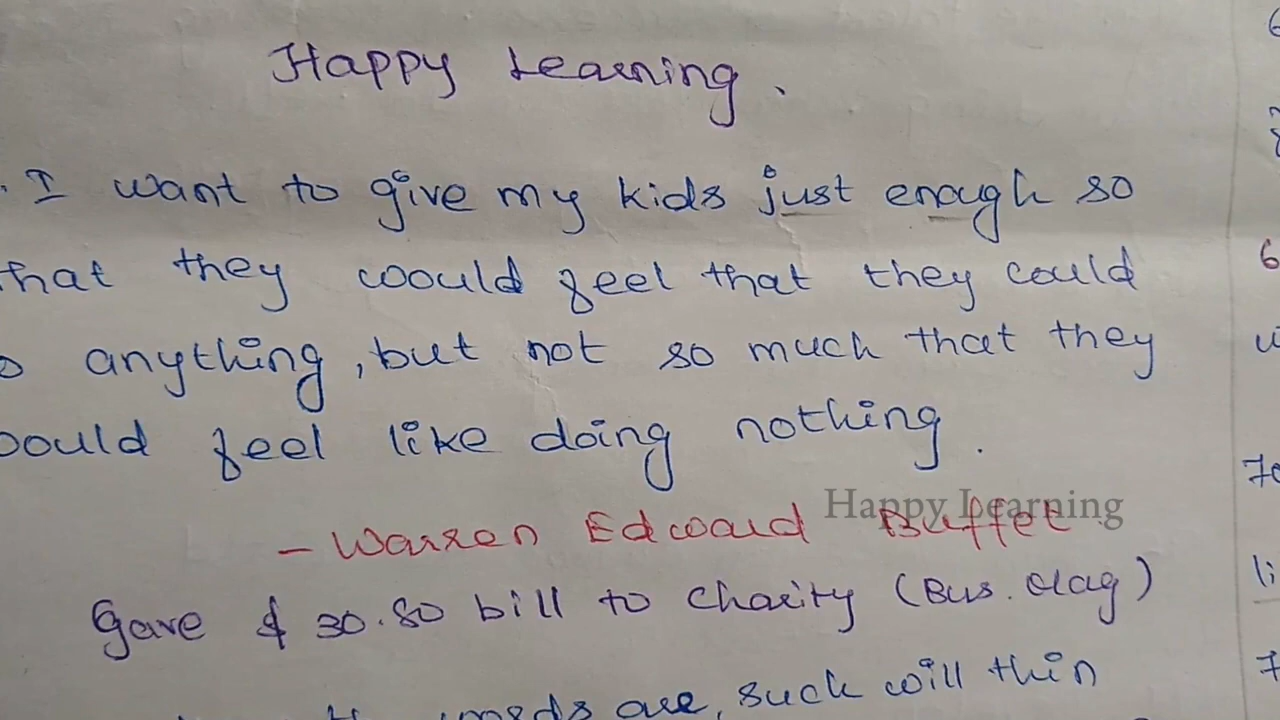 Happy Learning.
. I want to give my kids just enough so
that they would feel that they could
o anything, but not so much that they
would feel like doing nothing.
Happy Learning
- Warren Edward Buffet
Gave $ 30.80 bill to charity (Bus. Mag)
words are, such will thin